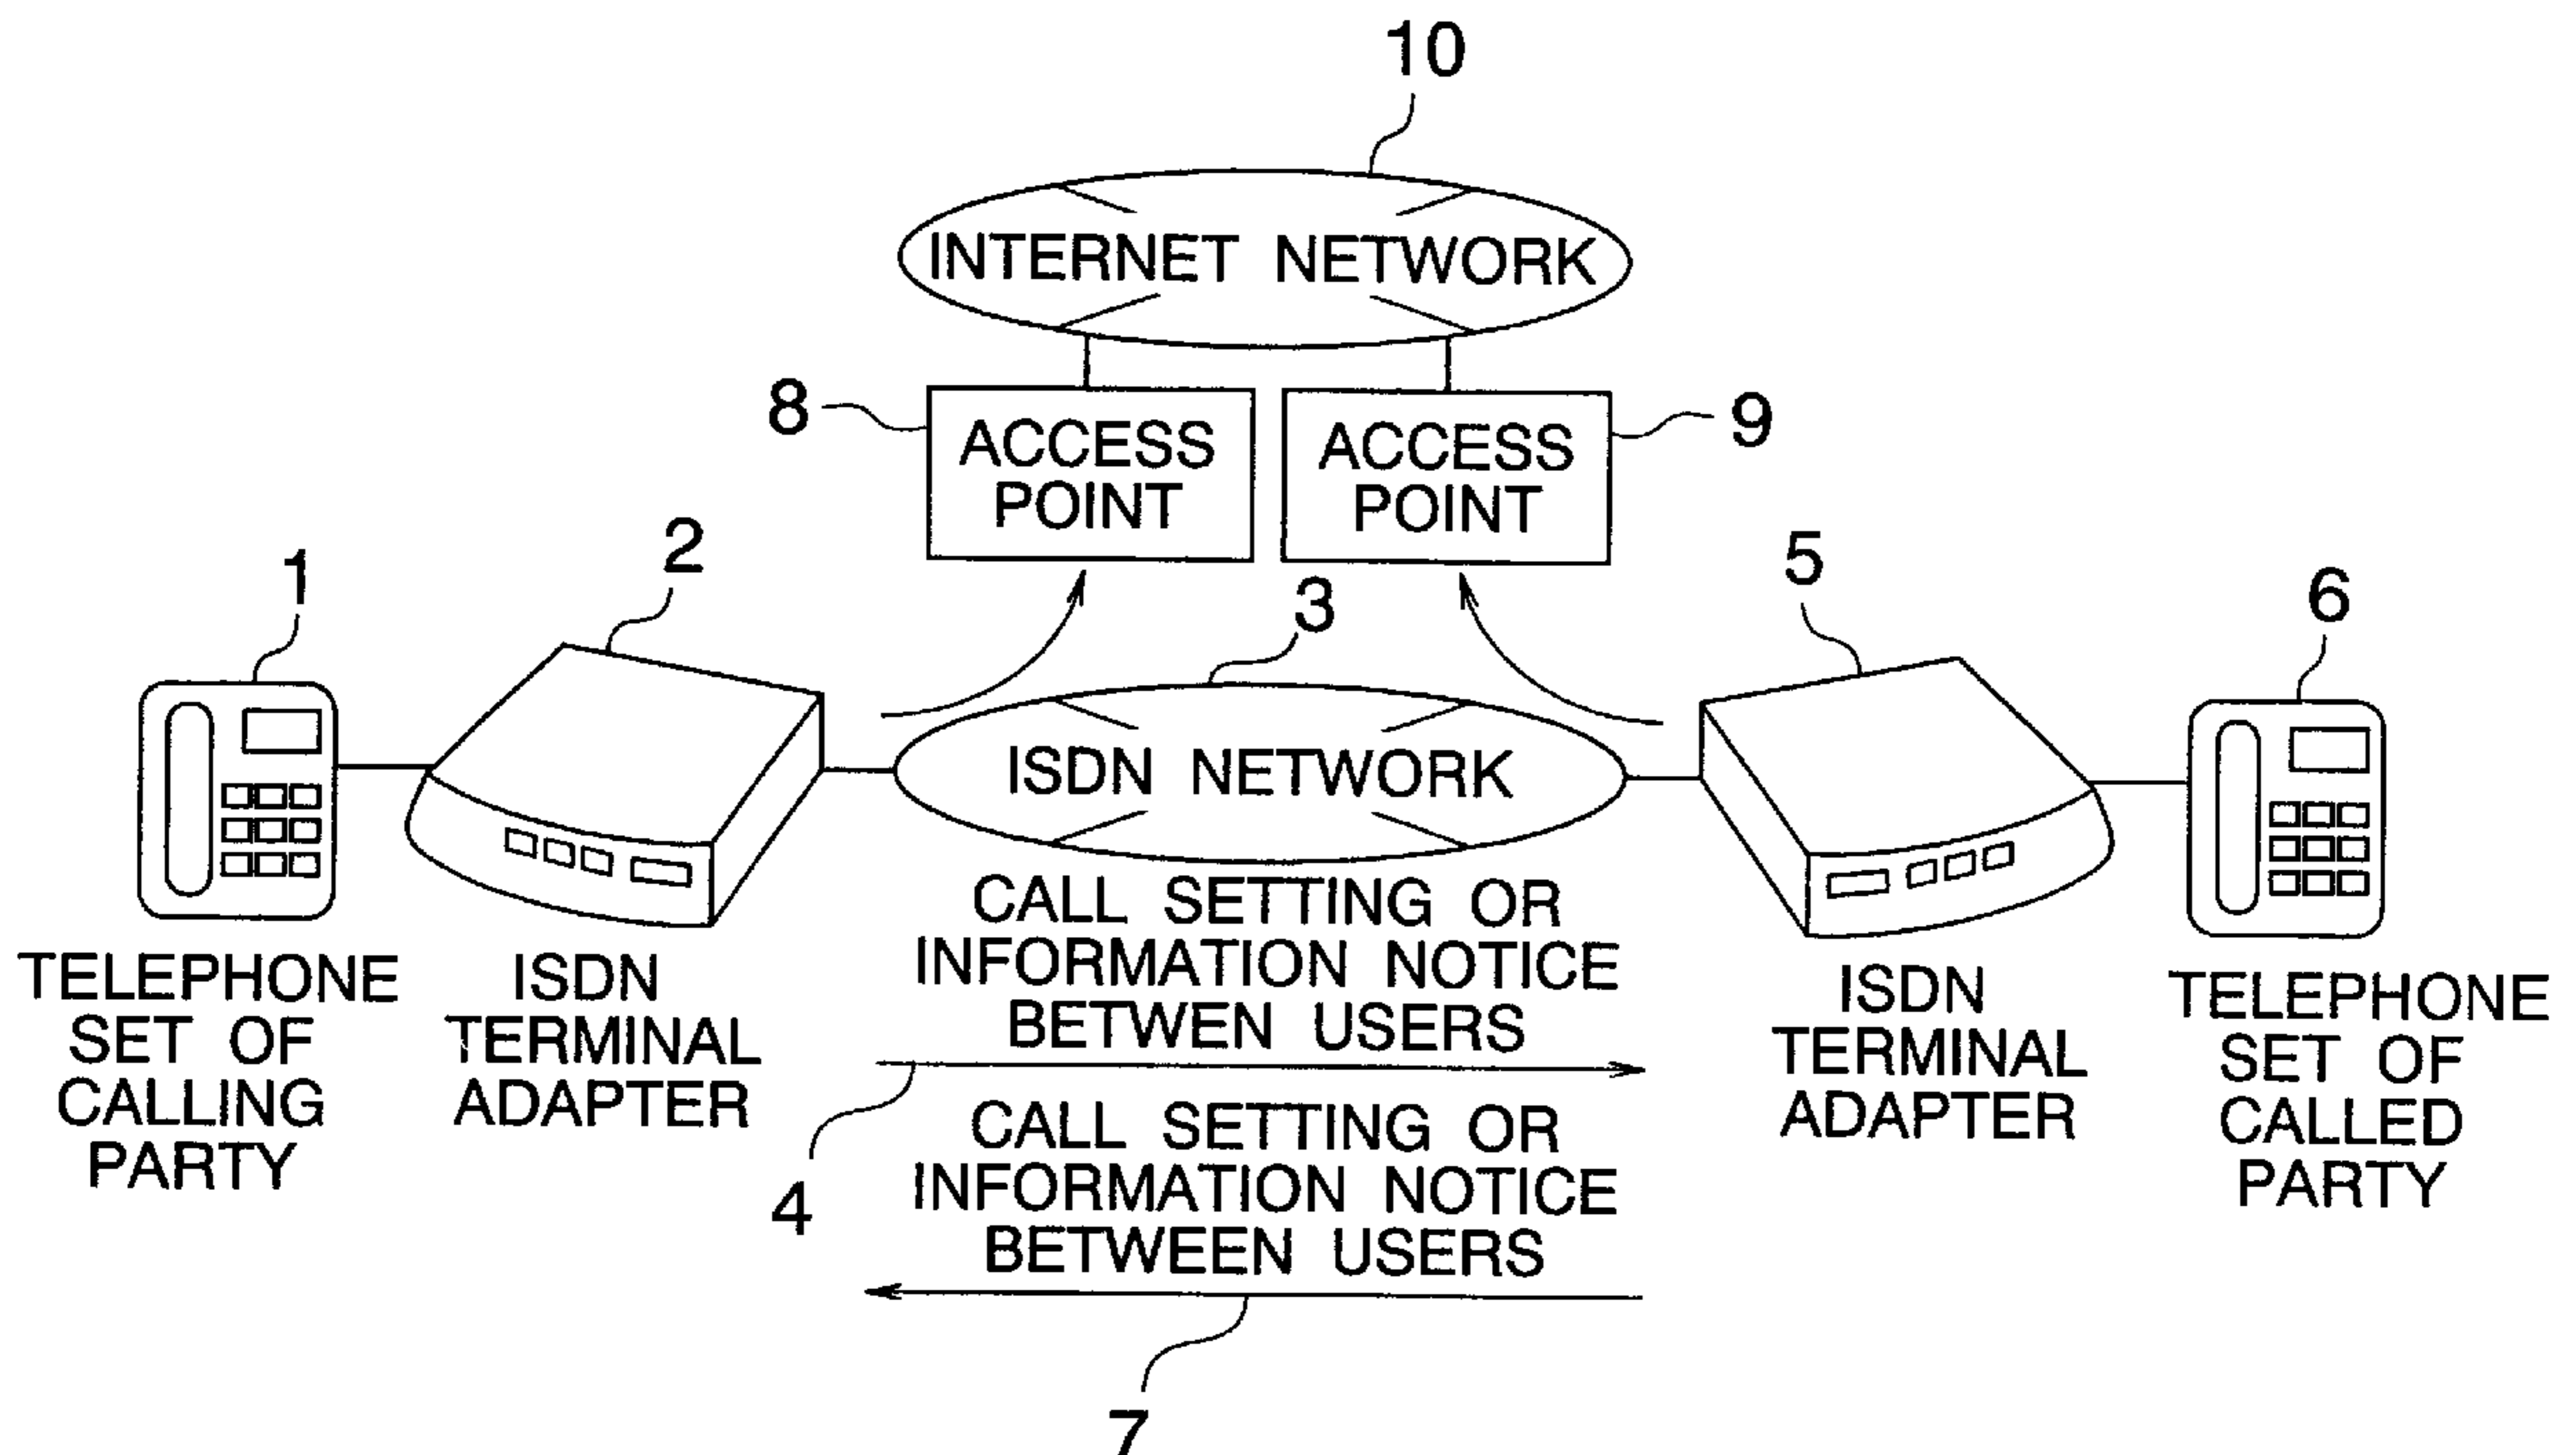 10
INTERNET NETWORK
8
ACCESS
POINT
ACCESS
POINT
9
1
2
3
5
6
ISDN NETWORK
TELEPHONE
SET OF
CALLING
PARTY
ISDN
TERMINAL
ADAPTER
CALL SETTING OR
INFORMATION NOTICE
BETWEN USERS
4
CALL SETTING OR
INFORMATION NOTICE
BETWEEN USERS
7
ISDN
TERMINAL
ADAPTER
TELEPHONE
SET OF
CALLED
PARTY